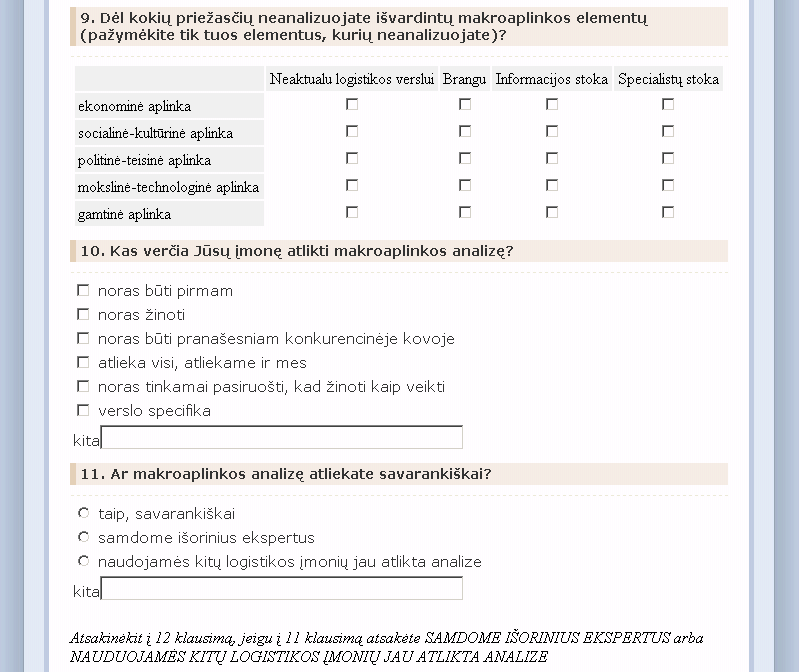 9. Dėl kokių priežasčių neanalizuojate išvardintų makroaplinkos elementų
(pažymėkite tik tuos elementus, kurių neanalizuojate)?
Neaktualu logistikos verslui Brangu Informacijos stoka Specialistų stoka
ekonominė aplinka
socialinė-kultūrinė aplinka
politinė-teisinė aplinka
mokslinė-technologinė aplinka
gamtinė aplinka
10. Kas verčia Jūsų įmonę atlikti makroaplinkos analizę?
noras būti pirmam
noras žinoti
noras būti pranašesniam konkurencinėje kovoje
atlieka visi, atliekame ir mes
noras tinkamai pasiruošti, kad žinoti kaip veikti
verslo specifika
kita
11. Ar makroaplinkos analizę atliekate savarankiškai?
taip, savarankiškai
samdome išorinius ekspertus
naudojamės kitų logistikos įmonių jau atlikta analize
kita
Atsakinėkit į 12 klausimą, jeigu į 11 klausimą atsakėte SAMDOME IŠORINIUS EKSPERTUS arba
NAUDUOJAMĖS KITŲ LOGISTIKOS ĮMONIŲ JAU ATLIKTA ANALIZE